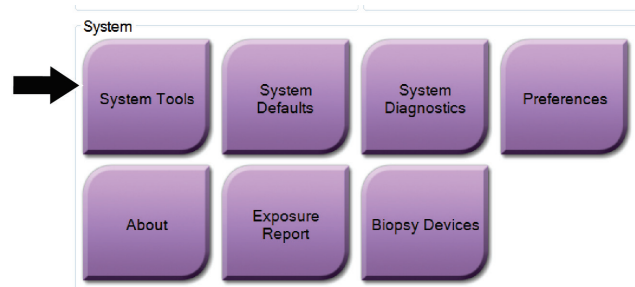 System
System Tools
System
Defaults
System
Diagnostics
Preferences
About
Exposure
Report
Biopsy Devices